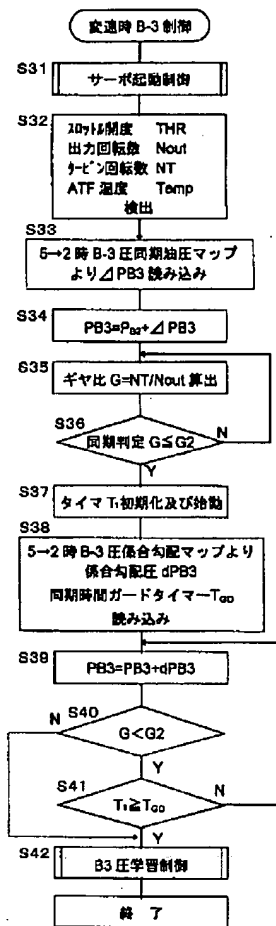 変速時 B-3 制御
S31
サーボ起動制御
S32
スロットル開度 THR
出力回転数 Nout
タービン回転数 NT
ATF 温度 Temp
検出
S33
5→2 時 B-3 圧同期油圧マップ
より⊿PB3 読み込み
S34
PB3=PB3+⊿PB3
S35
ギヤ比 G=NT/Nout 算出
S36
同期判定 G≦G2
N
Y
S37
タイマ T₁初期化及び始動
S38
5→2 時 B-3 圧係合勾配マップより
係合勾配圧 dPB3
同期時間ガードタイマーTGD
読み込み
S39
PB3=PB3+dPB3
N
S40
G<G2
Y
S41
N
T₁≧TGD
Y
S42
B3 圧学習制御
終 了